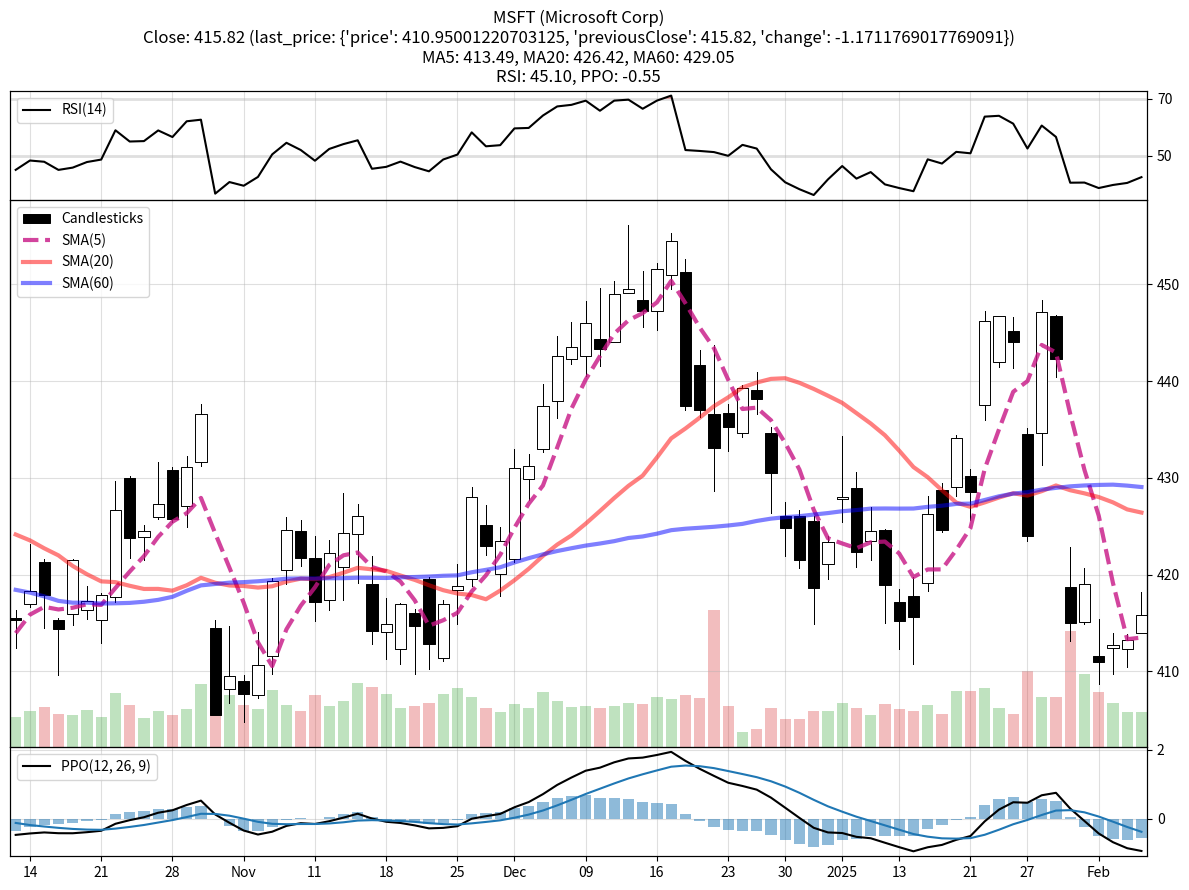 MSFT (Microsoft Corp)
Close: 415.82 (last_price: {'price': 410.95001220703125, 'previousClose': 415.82, 'change': -1.1711769017769091})
MA5: 413.49, MA20: 426.42, MA60: 429.05
RSI: 45.10, PPO: -0.55
RSI(14)
70
50
Candlesticks
SMA(5)
SMA(20)
SMA(60)
450
440
430
420
410
PPO(12, 26, 9)
2
0
14 21 28 Nov 11 18 25 Dec 09 16 23 30 2025 13 21 27 Feb